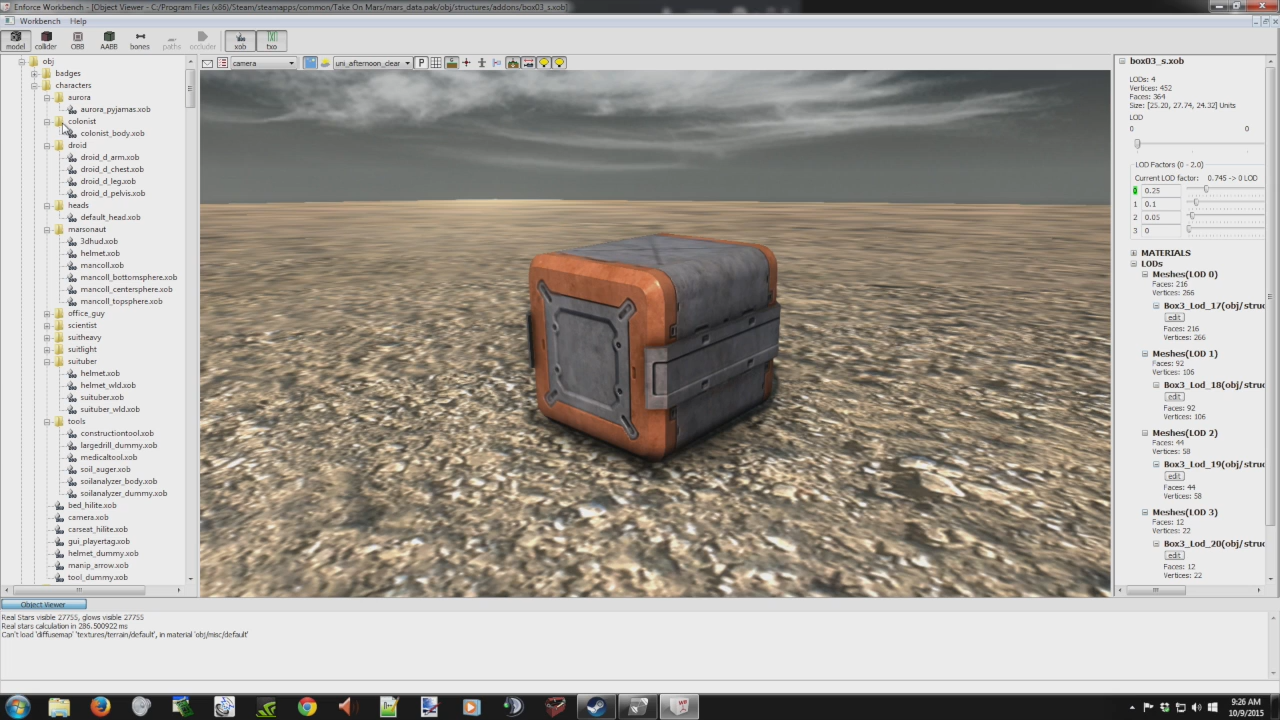 Enforce Workbench - [Object Viewer - C:/Program Files (x86)/Steam/steamapps/common/Take On Mars/mars_data.pak/obj/structures/addons/box03_s.xob]
Workbench Help
model collider OBB AABB bones paths occluder xob txo
camera uni_afternoon_clear P
obj
badges
characters
aurora
aurora_pyjamas.xob
colonist
colonist_body.xob
droid
droid_d_arm.xob
droid_d_chest.xob
droid_d_leg.xob
droid_d_pelvis.xob
heads
default_head.xob
marsonaut
3dhud.xob
helmet.xob
mancoll.xob
mancoll_bottomsphere.xob
mancoll_centersphere.xob
mancoll_topsphere.xob
office_guy
scientist
suitheavy
suitlight
suituber
helmet.xob
helmet_wld.xob
suituber.xob
suituber_wld.xob
tools
constructiontool.xob
largedrill_dummy.xob
medicaltool.xob
soil_auger.xob
soilanalyzer_body.xob
soilanalyzer_dummy.xob
bed_hilite.xob
camera.xob
carseat_hilite.xob
gui_playertag.xob
helmet_dummy.xob
manip_arrow.xob
tool_dummy.xob
box03_s.xob
LODs: 4
Vertices: 452
Faces: 364
Size: [25.20, 27.74, 24.32] Units
LOD
0 0
LOD Factors (0 - 2.0)
Current LOD factor: 0.745 -> 0 LOD
0 0.25
1 0.1
2 0.05
3 0
MATERIALS
LODs
Meshes(LOD 0)
Faces: 216
Vertices: 266
Box3_Lod_17(obj/struc
edit
Faces: 216
Vertices: 266
Meshes(LOD 1)
Faces: 92
Vertices: 106
Box3_Lod_18(obj/struc
edit
Faces: 92
Vertices: 106
Meshes(LOD 2)
Faces: 44
Vertices: 58
Box3_Lod_19(obj/struc
edit
Faces: 44
Vertices: 58
Meshes(LOD 3)
Faces: 12
Vertices: 22
Box3_Lod_20(obj/struc
edit
Faces: 12
Vertices: 22
Object Viewer
Real Stars visible 27755, glows visible 27755
Real stars calculation in 286.500922 ms
Can't load 'diffusemap' 'textures/terrain/default', in material 'obj/misc/default'
9:26 AM
10/9/2015